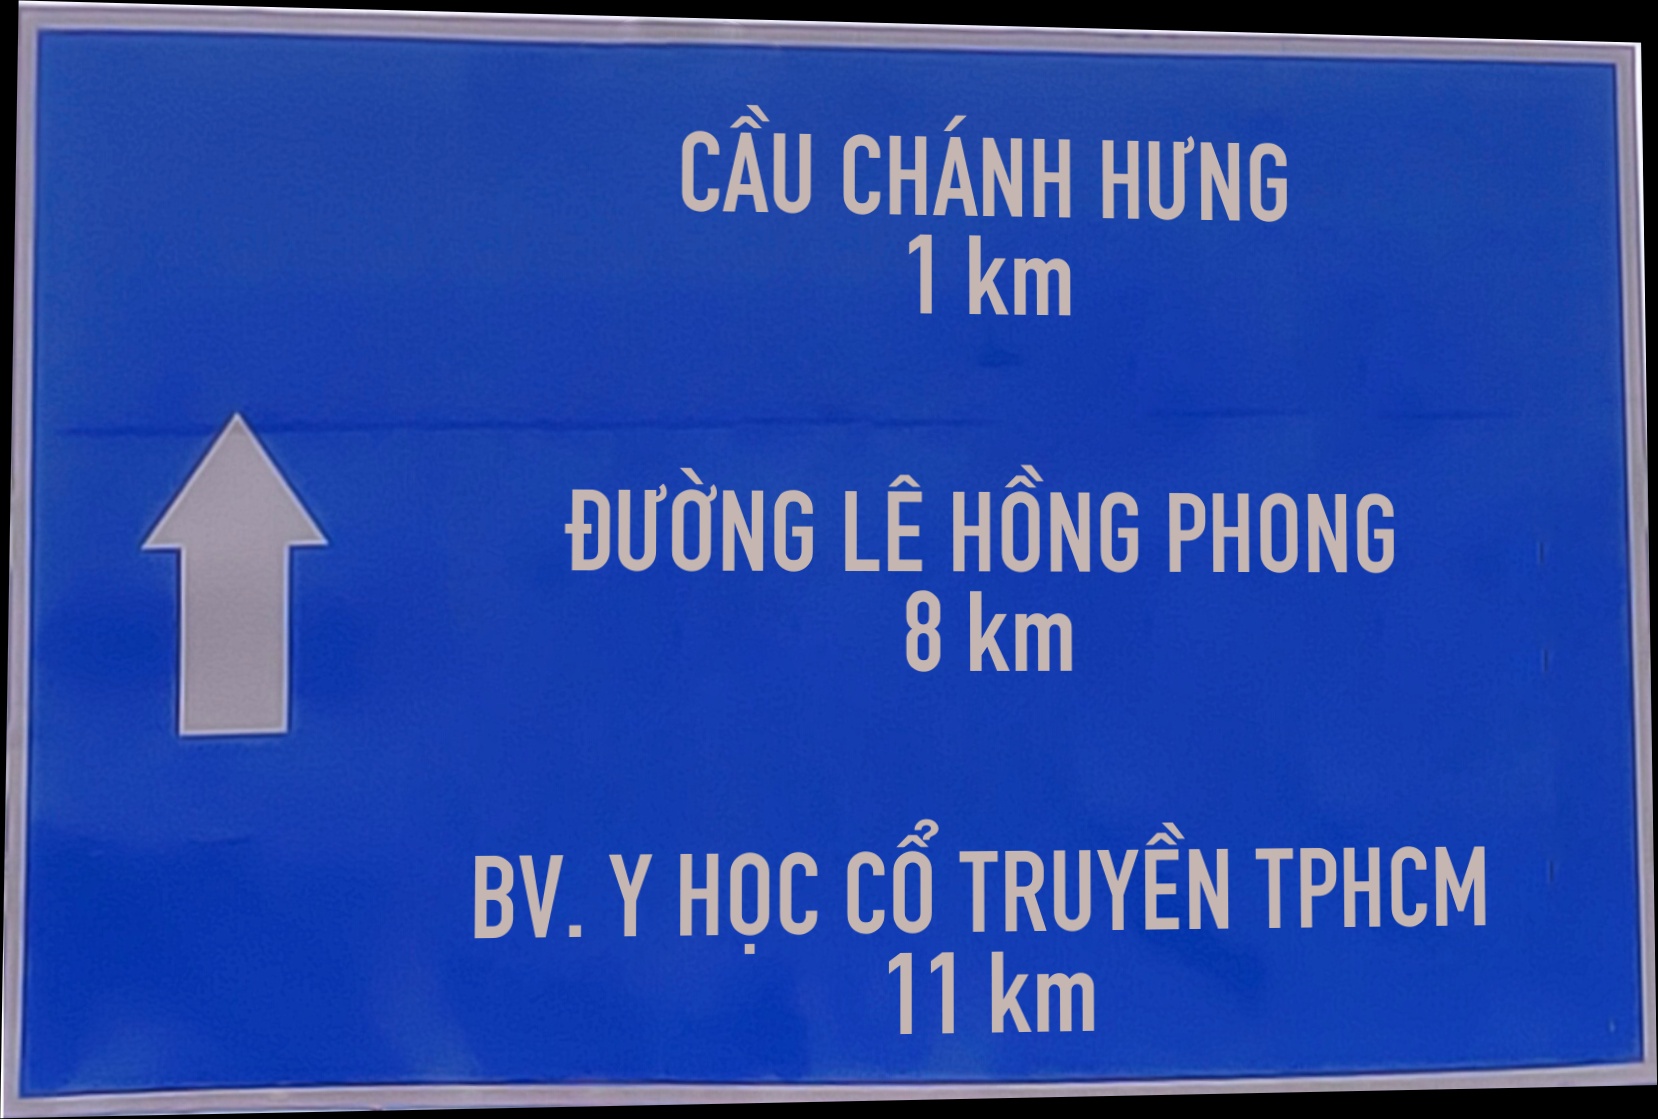 CẦU CHÁNH HƯNG
1 km
ĐƯỜNG LÊ HỒNG PHONG
8 km
BV. Y HỌC CỔ TRUYỀN TPHCM
11 km